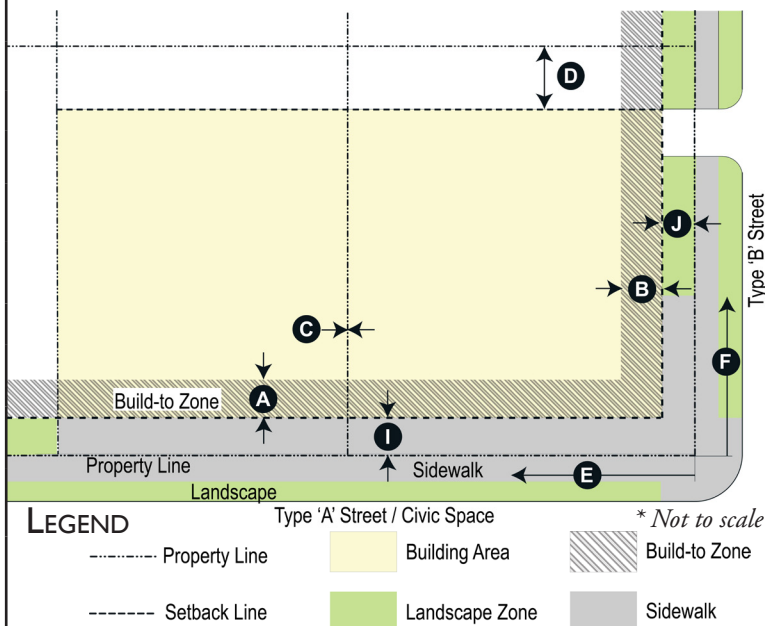 D
J
Type 'B' Street
B
C
F
Build-to Zone
A
I
Property Line
Sidewalk
E
Landscape
LEGEND
Type 'A' Street / Civic Space
* Not to scale
Property Line
Building Area
Build-to Zone
Setback Line
Landscape Zone
Sidewalk